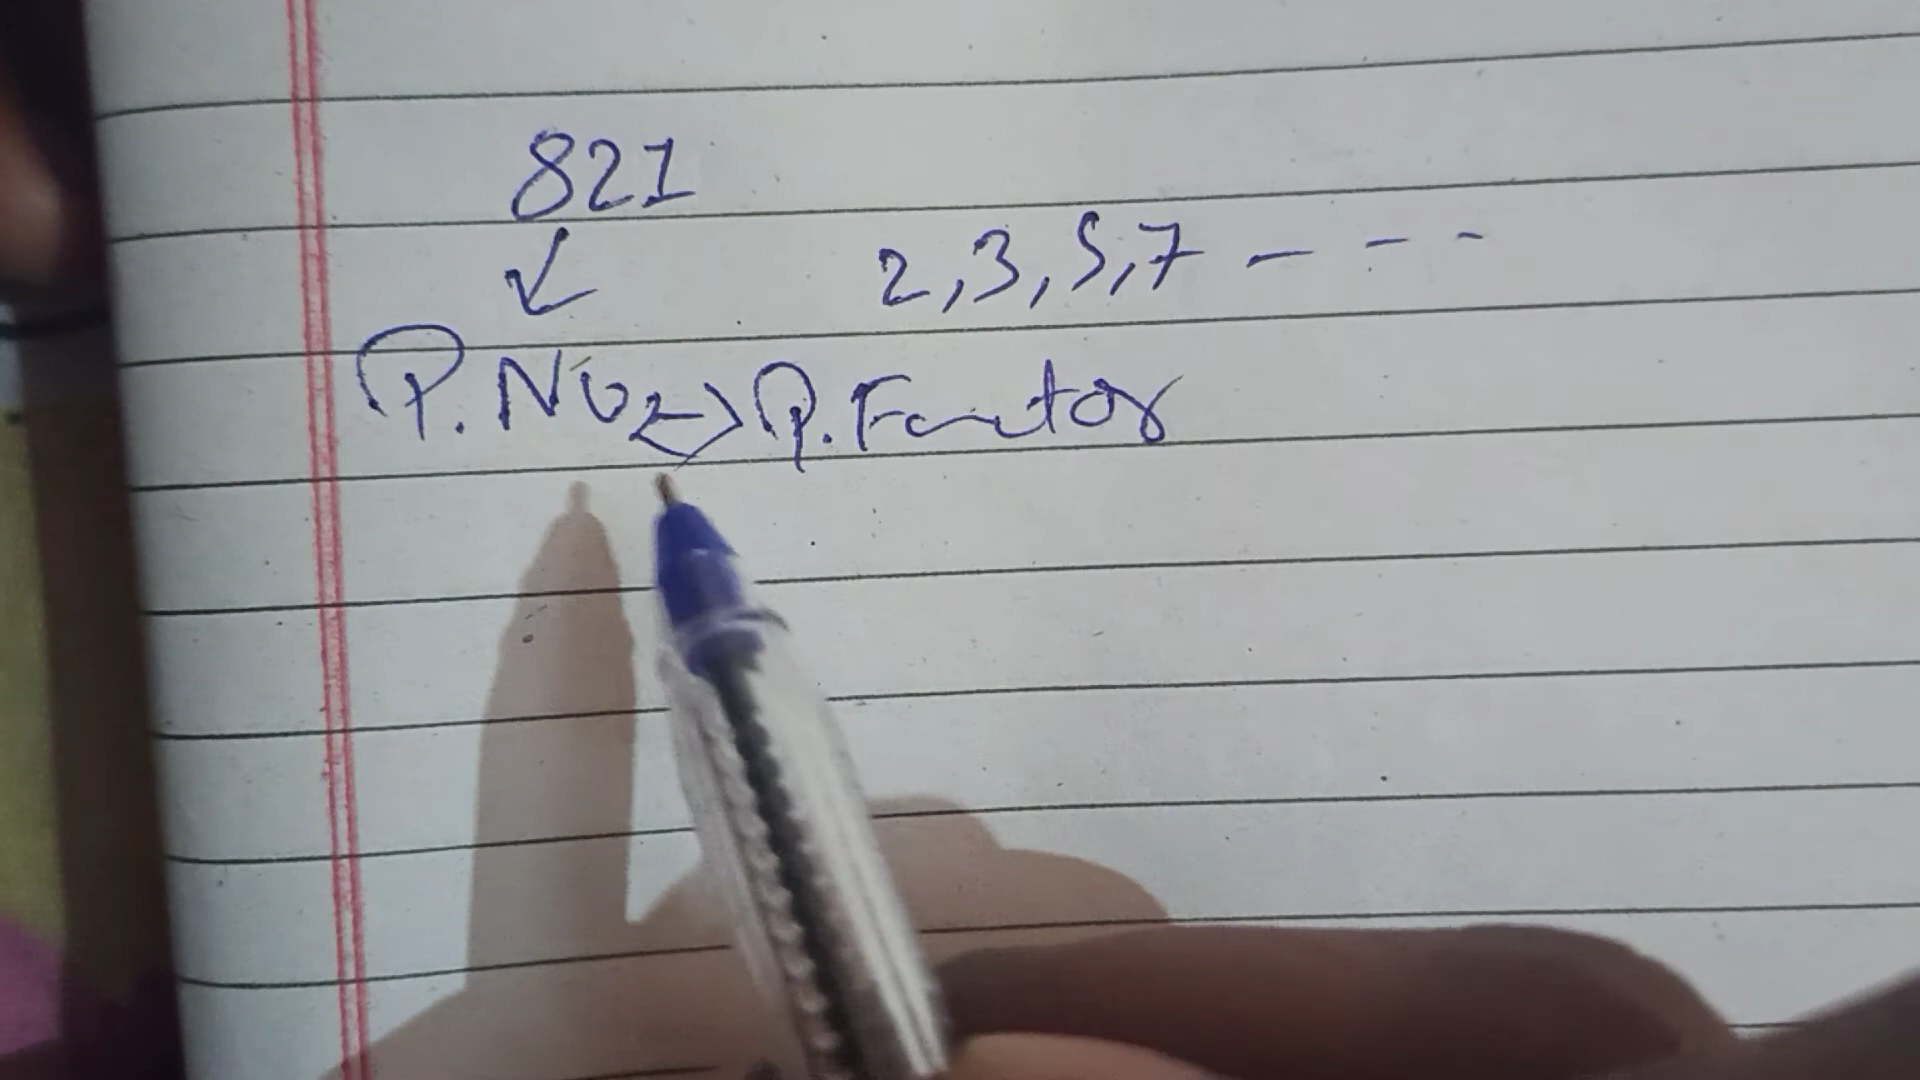 821
2,3,5,7 - - -
P.No <-> P.Factor